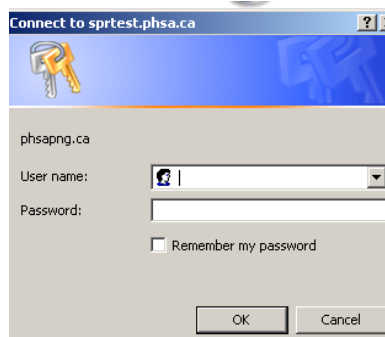 Connect to sprtest.phsa.ca
?
phsapng.ca
User name:
Password:
Remember my password
OK
Cancel